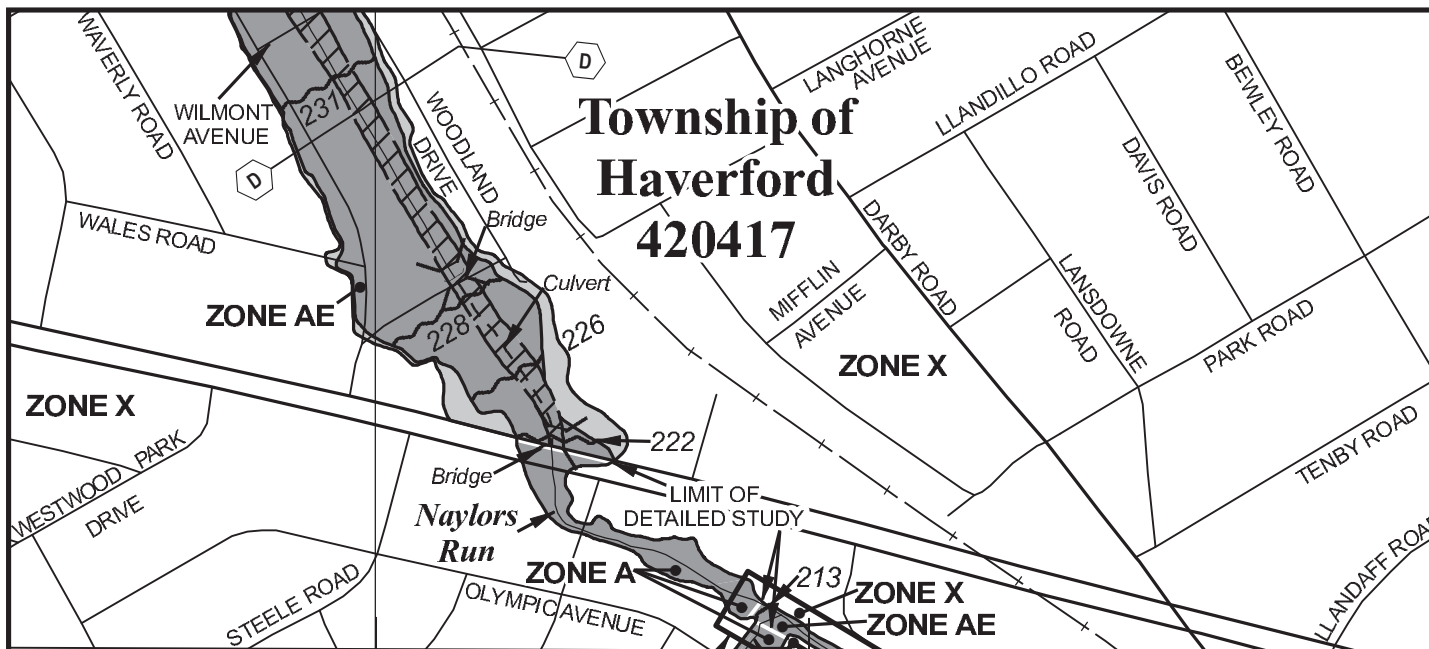 WAVERLY ROAD
WILMONT
AVENUE
231
D
D
WOODLAND
DRIVE
Township of
Haverford
420417
LANGHORNE
AVENUE
LLANDILLO ROAD
BEWLEY ROAD
DAVIS ROAD
WALES ROAD
Bridge
Culvert
DARBY ROAD
MIFFLIN
AVENUE
LANSDOWNE
ROAD
PARK ROAD
ZONE AE
228
226
ZONE X
ZONE X
WESTWOOD PARK
DRIVE
222
Bridge
LIMIT OF
DETAILED STUDY
TENBY ROAD
Naylors
Run
ZONE A
213
ZONE X
ZONE AE
STEELE ROAD
OLYMPIC AVENUE
LLANDAFF ROAD